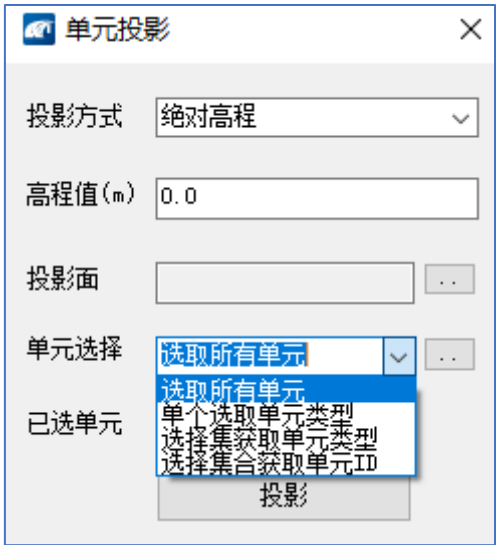 单元投影
投影方式 绝对高程
高程值(m) 0.0
投影面 ..
单元选择 选取所有单元 ..
选取所有单元
单个选取单元类型
已选单元
选择集获取单元类型
选择集合获取单元ID
投影